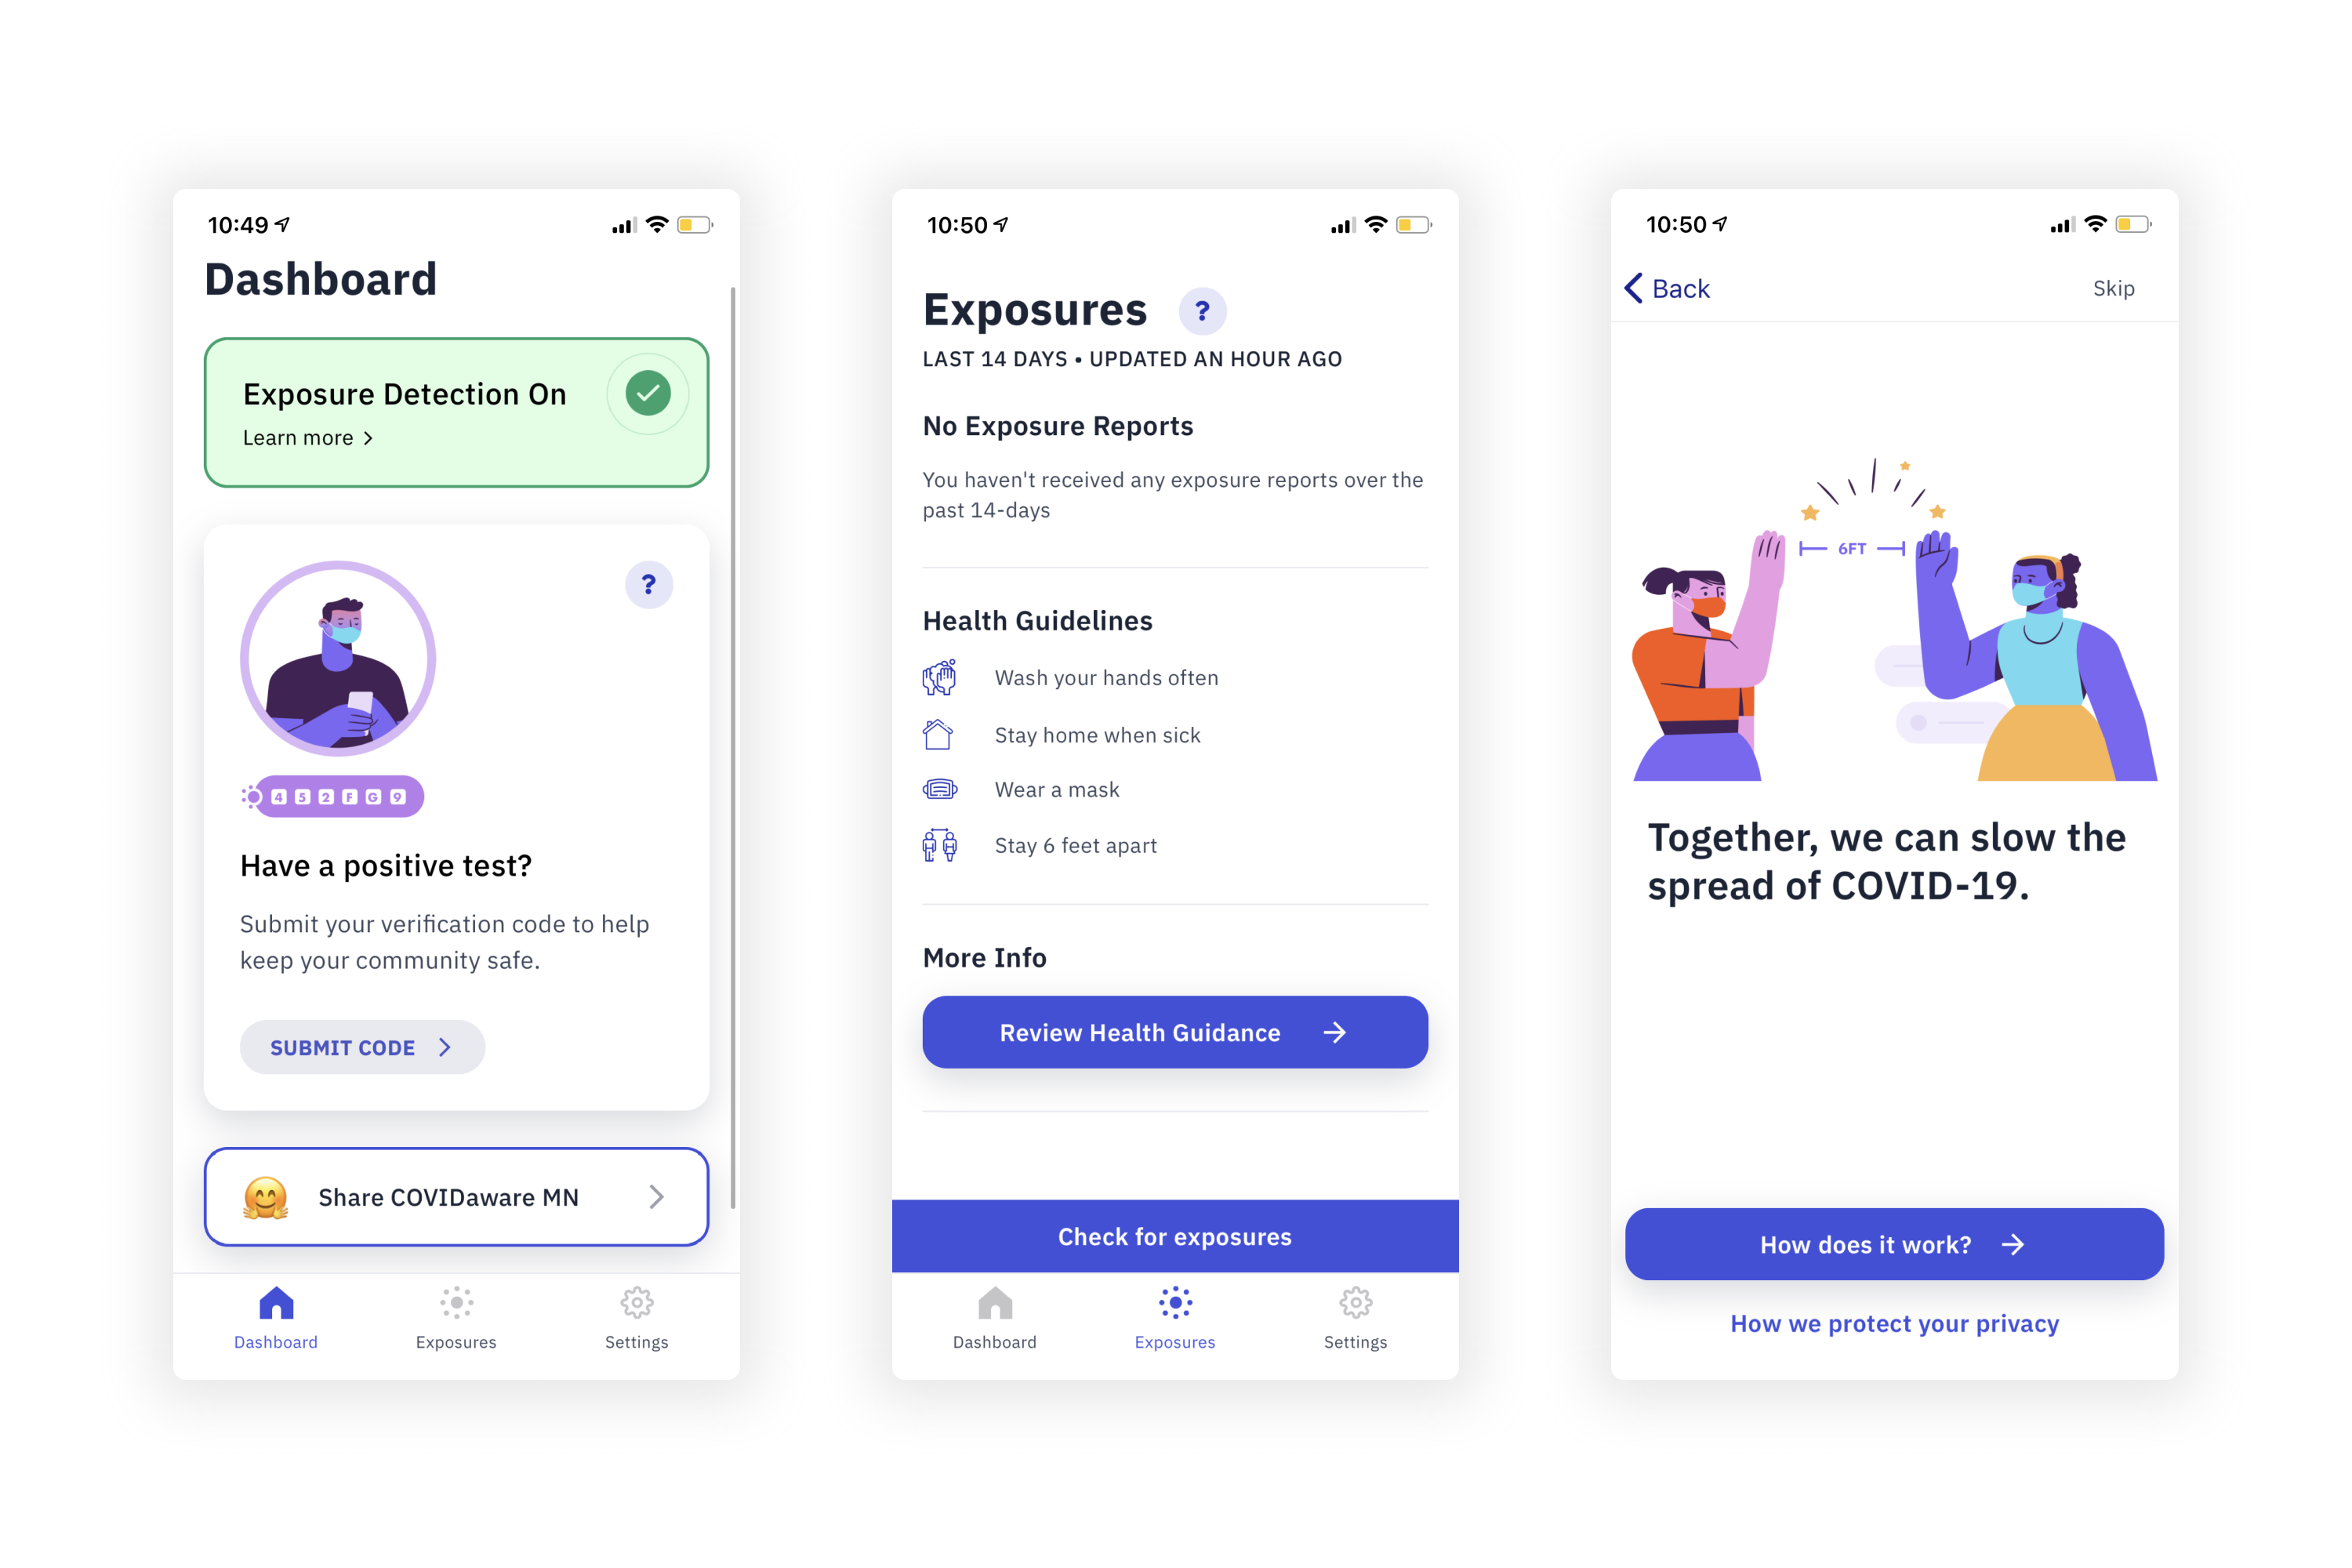 10:49
Dashboard
Exposure Detection On
Learn more
?
4 5 2 F G 9
Have a positive test?
Submit your verification code to help
keep your community safe.
SUBMIT CODE
Share COVIDaware MN
Dashboard Exposures Settings
10:50
Exposures ?
LAST 14 DAYS • UPDATED AN HOUR AGO
No Exposure Reports
You haven't received any exposure reports over the
past 14-days
Health Guidelines
Wash your hands often
Stay home when sick
Wear a mask
Stay 6 feet apart
More Info
Review Health Guidance
Check for exposures
Dashboard Exposures Settings
10:50
Back Skip
6FT
Together, we can slow the
spread of COVID-19.
How does it work?
How we protect your privacy